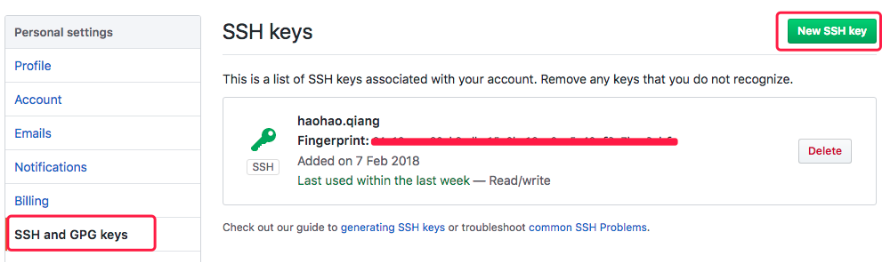 Personal settings
Profile
Account
Emails
Notifications
Billing
SSH and GPG keys
SSH keys
New SSH key
This is a list of SSH keys associated with your account. Remove any keys that you do not recognize.
haohao.qiang
Fingerprint:
SSH
Added on 7 Feb 2018
Last used within the last week — Read/write
Delete
Check out our guide to generating SSH keys or troubleshoot common SSH Problems.